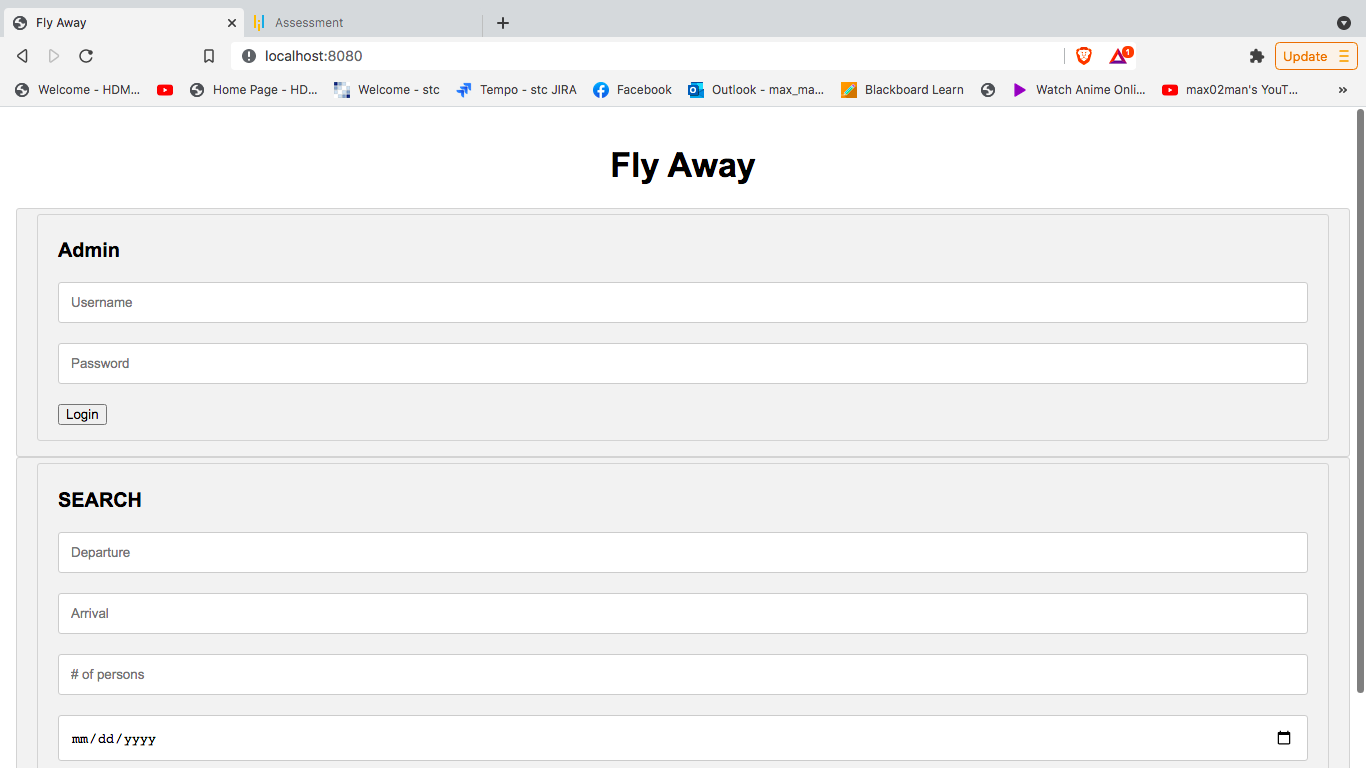 Fly Away
Assessment
localhost:8080
1
Update
Welcome - HDM...
Home Page - HD...
Welcome - stc
Tempo - stc JIRA
Facebook
Outlook - max_ma...
Blackboard Learn
Watch Anime Onli...
max02man's YouT...
»
Fly Away
Admin
Username
Password
Login
SEARCH
Departure
Arrival
# of persons
mm/dd/yyyy